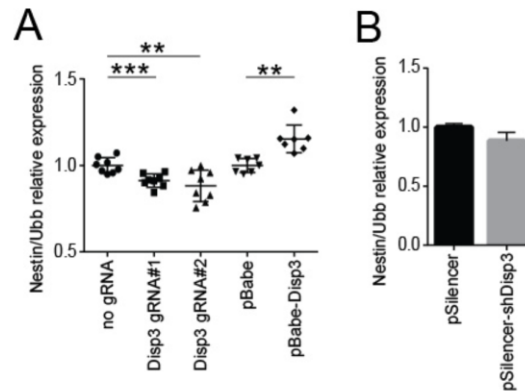 A
Nestin/Ubb relative expression
1.5
1.0
0.5
**
***
**
no gRNA
Disp3 gRNA#1
Disp3 gRNA#2
pBabe
pBabe-Disp3
B
Nestin/Ubb relative expression
1.5
1.0
0.5
0.0
pSilencer
pSilencer-shDisp3